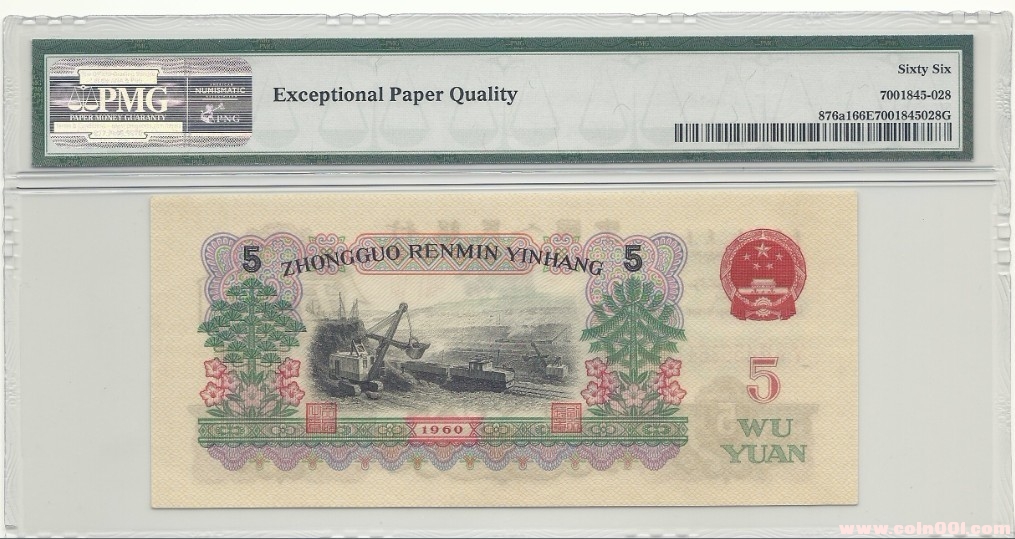 PMG
PAPER MONEY GUARANTY
NUMISMATIC
PNG
Exceptional Paper Quality
Sixty Six
7001845-028
876a166E7001845028G
5 ZHONGGUO RENMIN YINHANG 5
1960
5
WU
YUAN
www.coin001.com